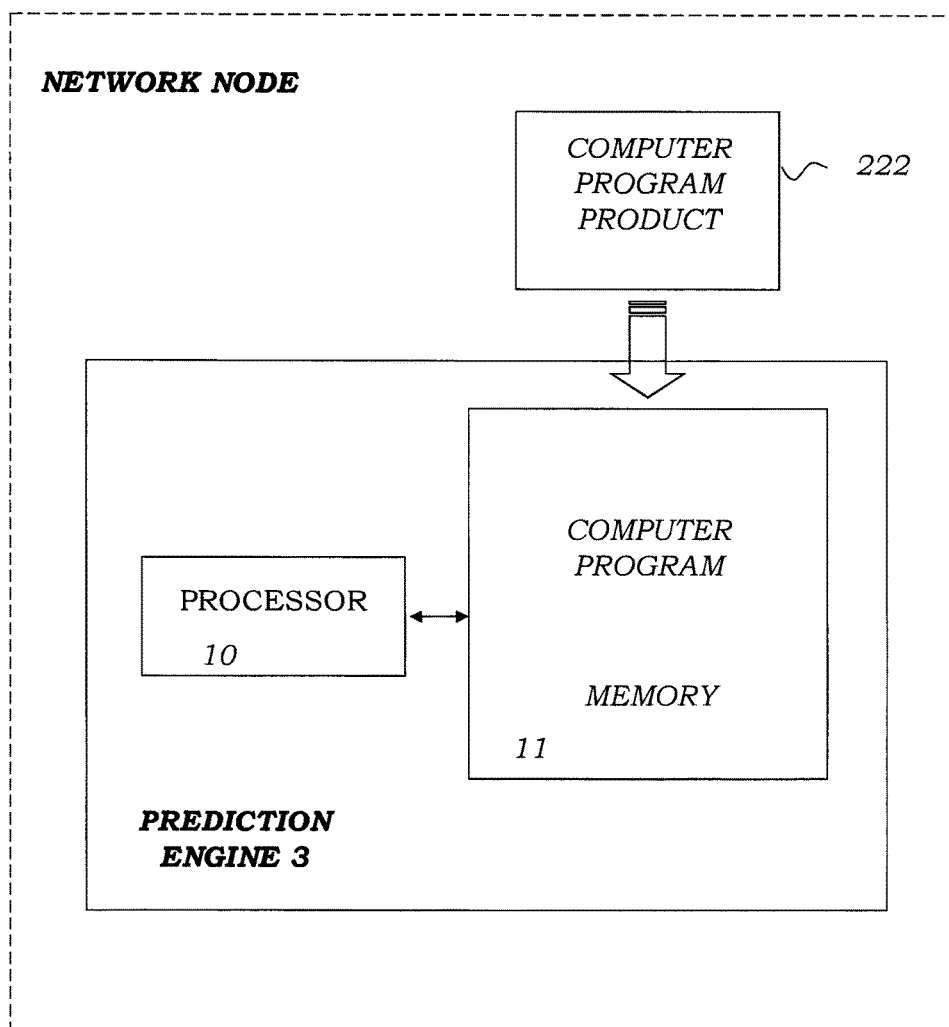 NETWORK NODE
COMPUTER
PROGRAM
PRODUCT
222
COMPUTER
PROGRAM
PROCESSOR
10
MEMORY
11
PREDICTION
ENGINE 3